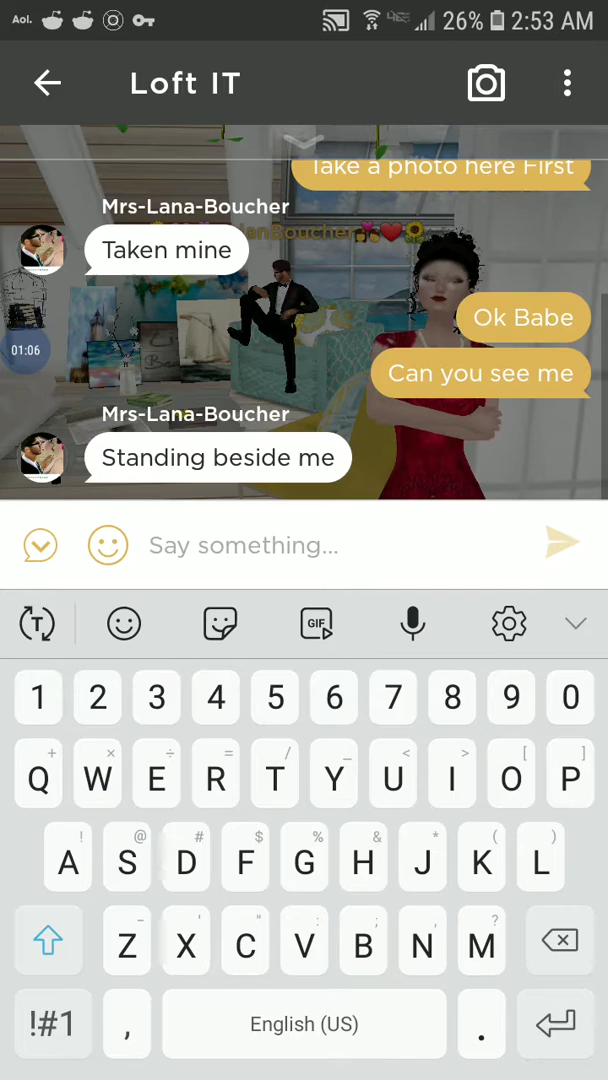 Aol. 26% 2:53 AM
Loft IT
Take a photo here First
Mrs-Lana-Boucher
anBoucher
Taken mine
Ok Babe
01:06
Can you see me
Mrs-Lana-Boucher
Standing beside me
Say something...
T GIF
1 2 3 4 5 6 7 8 9 0
+ × ÷ = / _ < > [ ]
Q W E R T Y U I O P
! @ # $ % & * ( )
A S D F G H J K L
- ' " : ; , ?
Z X C V B N M
!#1 , English (US) .